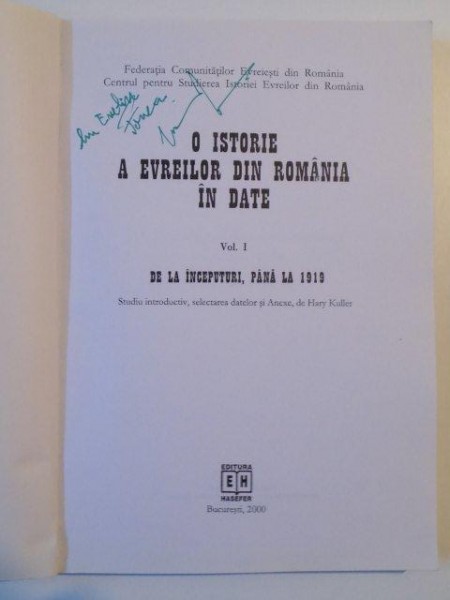 Federația Comunităților Evreiești din România
Centrul pentru Studierea Istoriei Evreilor din România
O ISTORIE
A EVREILOR DIN ROMÂNIA
ÎN DATE
Vol. I
DE LA ÎNCEPUTURI, PÂNĂ LA 1919
Studiu introductiv, selectarea datelor și Anexe, de Hary Kuller
EDITURA
E H
HASEFER
București, 2000